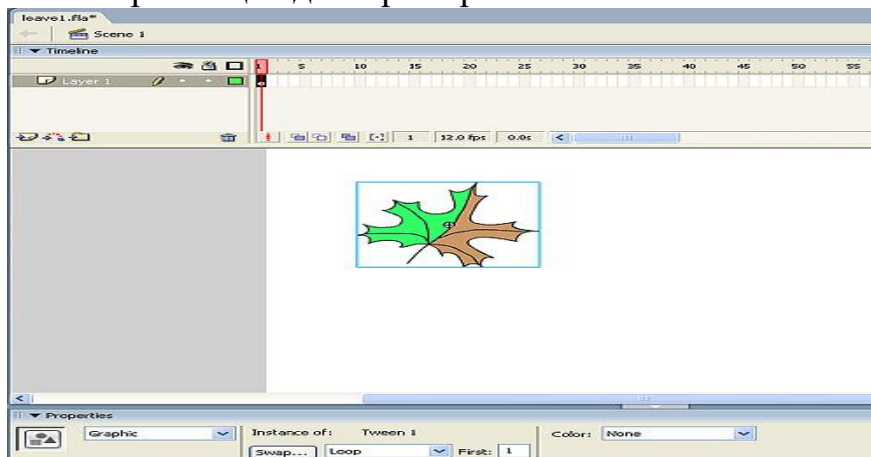 leave1.fla*
Scene 1
Timeline
1 5 10 15 20 25 30 35 40 45 50 55
Layer 1
1 12.0 fps 0.0s
Properties
Graphic Instance of: Tween 1 Color: None
Swap... Loop First: 1